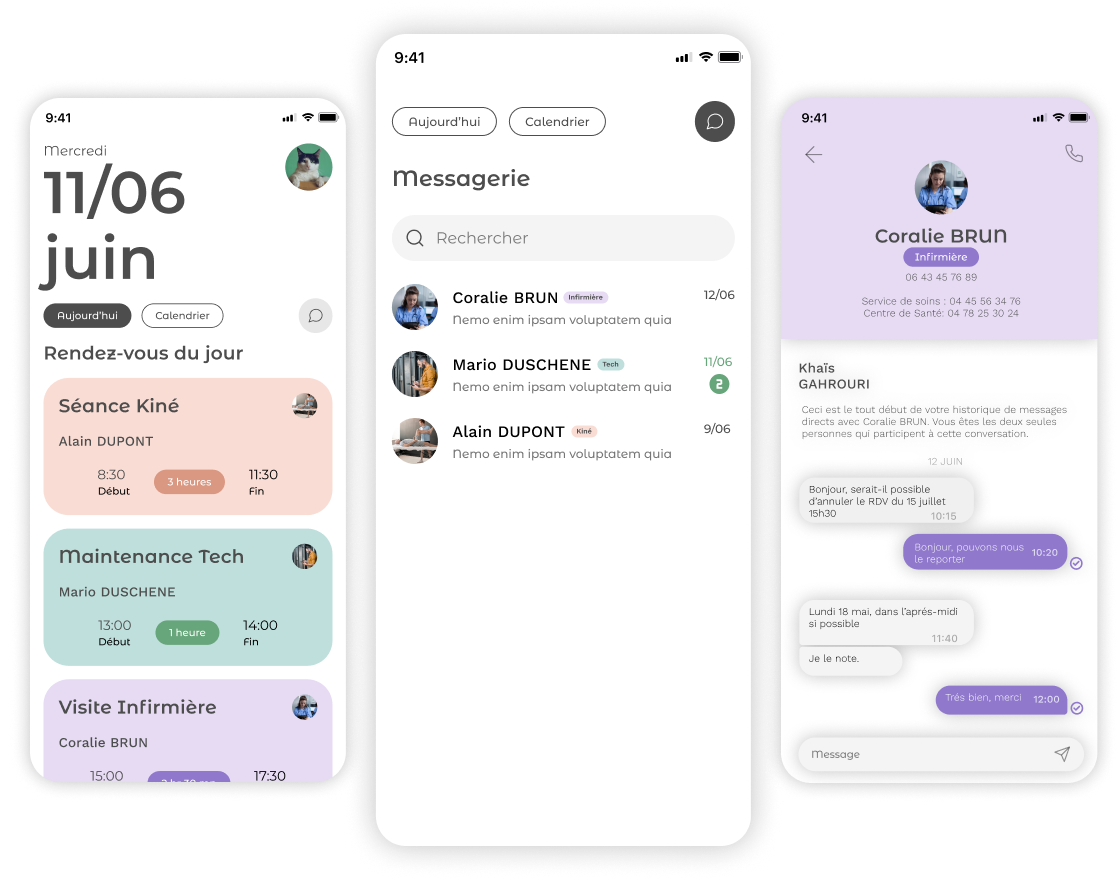 9:41
Mercredi
11/06
juin
Aujourd'hui
Calendrier
Rendez-vous du jour
Séance Kiné
Alain DUPONT
8:30
Début
3 heures
11:30
Fin
Maintenance Tech
Mario DUSCHENE
13:00
Début
1 heure
14:00
Fin
Visite Infirmière
Coralie BRUN
15:00
17:30
9:41
Aujourd'hui
Calendrier
Messagerie
Rechercher
Coralie BRUN Infirmière 12/06
Nemo enim ipsam voluptatem quia
Mario DUSCHENE Tech 11/06
Nemo enim ipsam voluptatem quia 2
Alain DUPONT Kiné 9/06
Nemo enim ipsam voluptatem quia
9:41
Coralie BRUN
Infirmière
06 43 45 76 89
Service de soins : 04 45 56 34 76
Centre de Santé: 04 78 25 30 24
Khaïs
GAHROURI
Ceci est le tout début de votre historique de messages
directs avec Coralie BRUN. Vous êtes les deux seules
personnes qui participent à cette conversation.
12 JUIN
Bonjour, serait-il possible
d'annuler le RDV du 15 juillet
15h30 10:15
Bonjour, pouvons nous
le reporter 10:20
Lundi 18 mai, dans l'aprés-midi
si possible
11:40
Je le note.
Trés bien, merci 12:00
Message